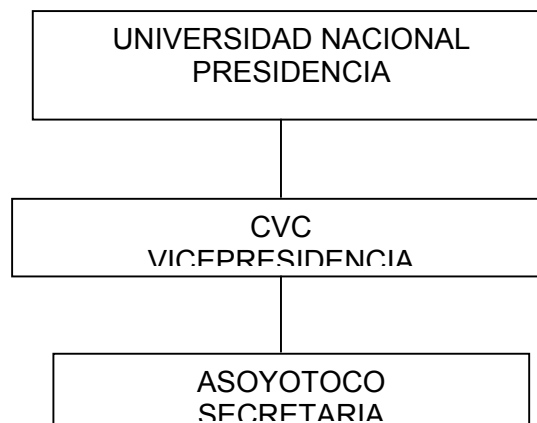 UNIVERSIDAD NACIONAL
PRESIDENCIA
CVC
VICEPRESIDENCIA
ASOYOTOCO
SECRETARIA